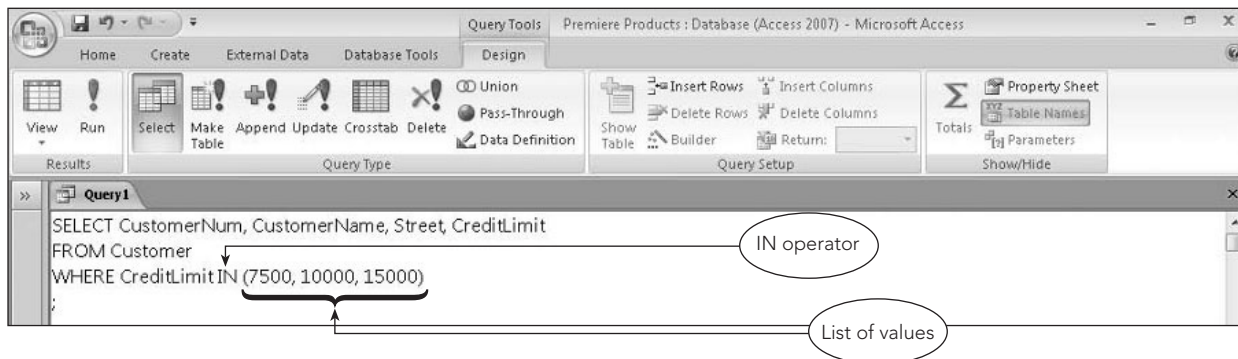 Query Tools
Premiere Products : Database (Access 2007) - Microsoft Access
Home Create External Data Database Tools Design
View
Run
Results
Select
Make Table
Append
Update
Crosstab
Delete
Union
Pass-Through
Data Definition
Query Type
Show Table
Insert Rows
Delete Rows
Builder
Insert Columns
Delete Columns
Return:
Query Setup
Totals
Property Sheet
Table Names
Parameters
Show/Hide
Query1
SELECT CustomerNum, CustomerName, Street, CreditLimit
FROM Customer
WHERE CreditLimit IN (7500, 10000, 15000)
;
IN operator
List of values